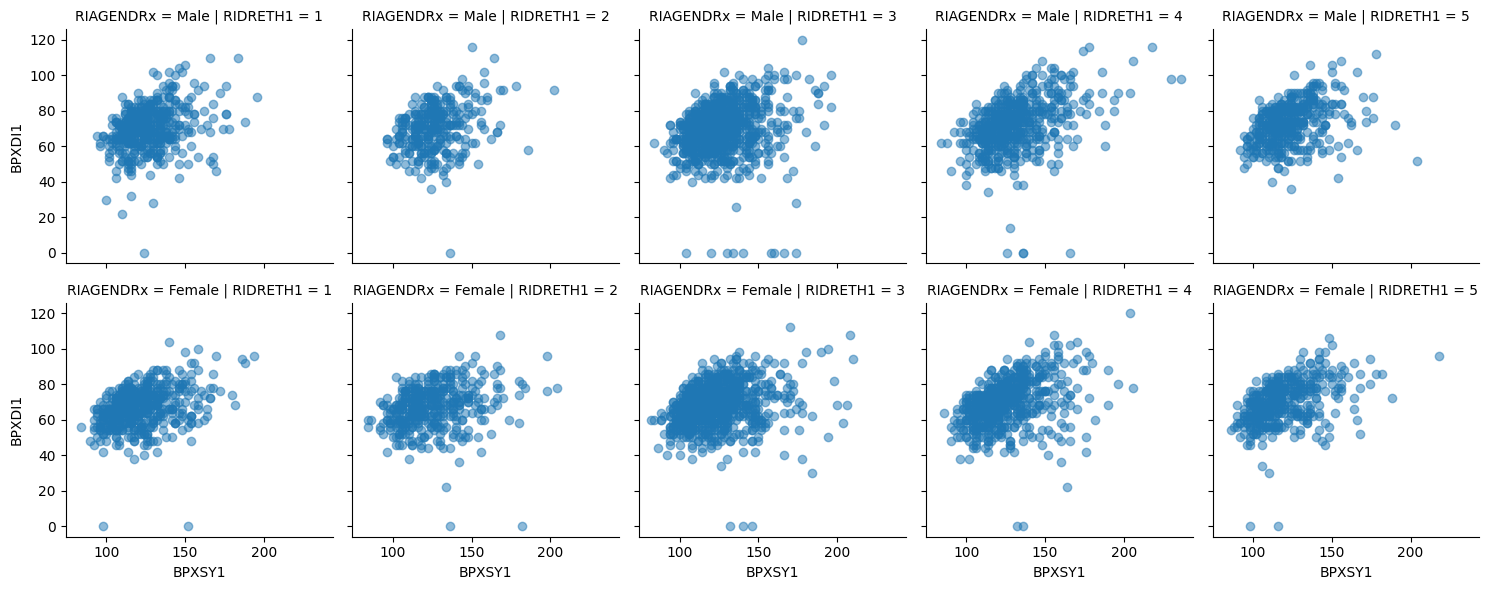 RIAGENDRx = Male | RIDRETH1 = 1
RIAGENDRx = Male | RIDRETH1 = 2
RIAGENDRx = Male | RIDRETH1 = 3
RIAGENDRx = Male | RIDRETH1 = 4
RIAGENDRx = Male | RIDRETH1 = 5
120
100
80
60
40
20
0
BPXDI1
100 150 200
100 150 200
100 150 200
100 150 200
100 150 200
RIAGENDRx = Female | RIDRETH1 = 1
RIAGENDRx = Female | RIDRETH1 = 2
RIAGENDRx = Female | RIDRETH1 = 3
RIAGENDRx = Female | RIDRETH1 = 4
RIAGENDRx = Female | RIDRETH1 = 5
120
100
80
60
40
20
0
BPXDI1
BPXSY1
BPXSY1
BPXSY1
BPXSY1
BPXSY1